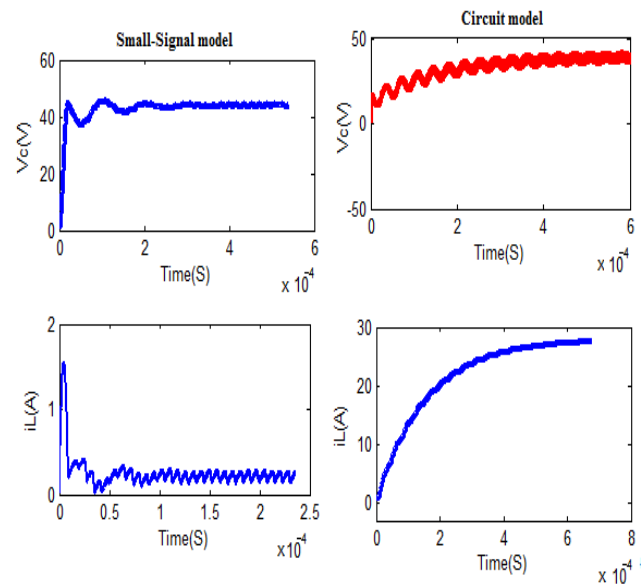 Small-Signal model
Vc(V)
60
40
20
0
0
2
4
6
Time(S)
x 10⁻⁴
Circuit model
Vc(V)
50
0
-50
0
2
4
6
Time(S)
x 10⁻⁴
iL(A)
2
1
0
0
0.5
1
1.5
2
2.5
Time(S)
x 10⁻⁴
iL(A)
30
20
10
0
0
2
4
6
8
Time(S)
x 10⁻⁴